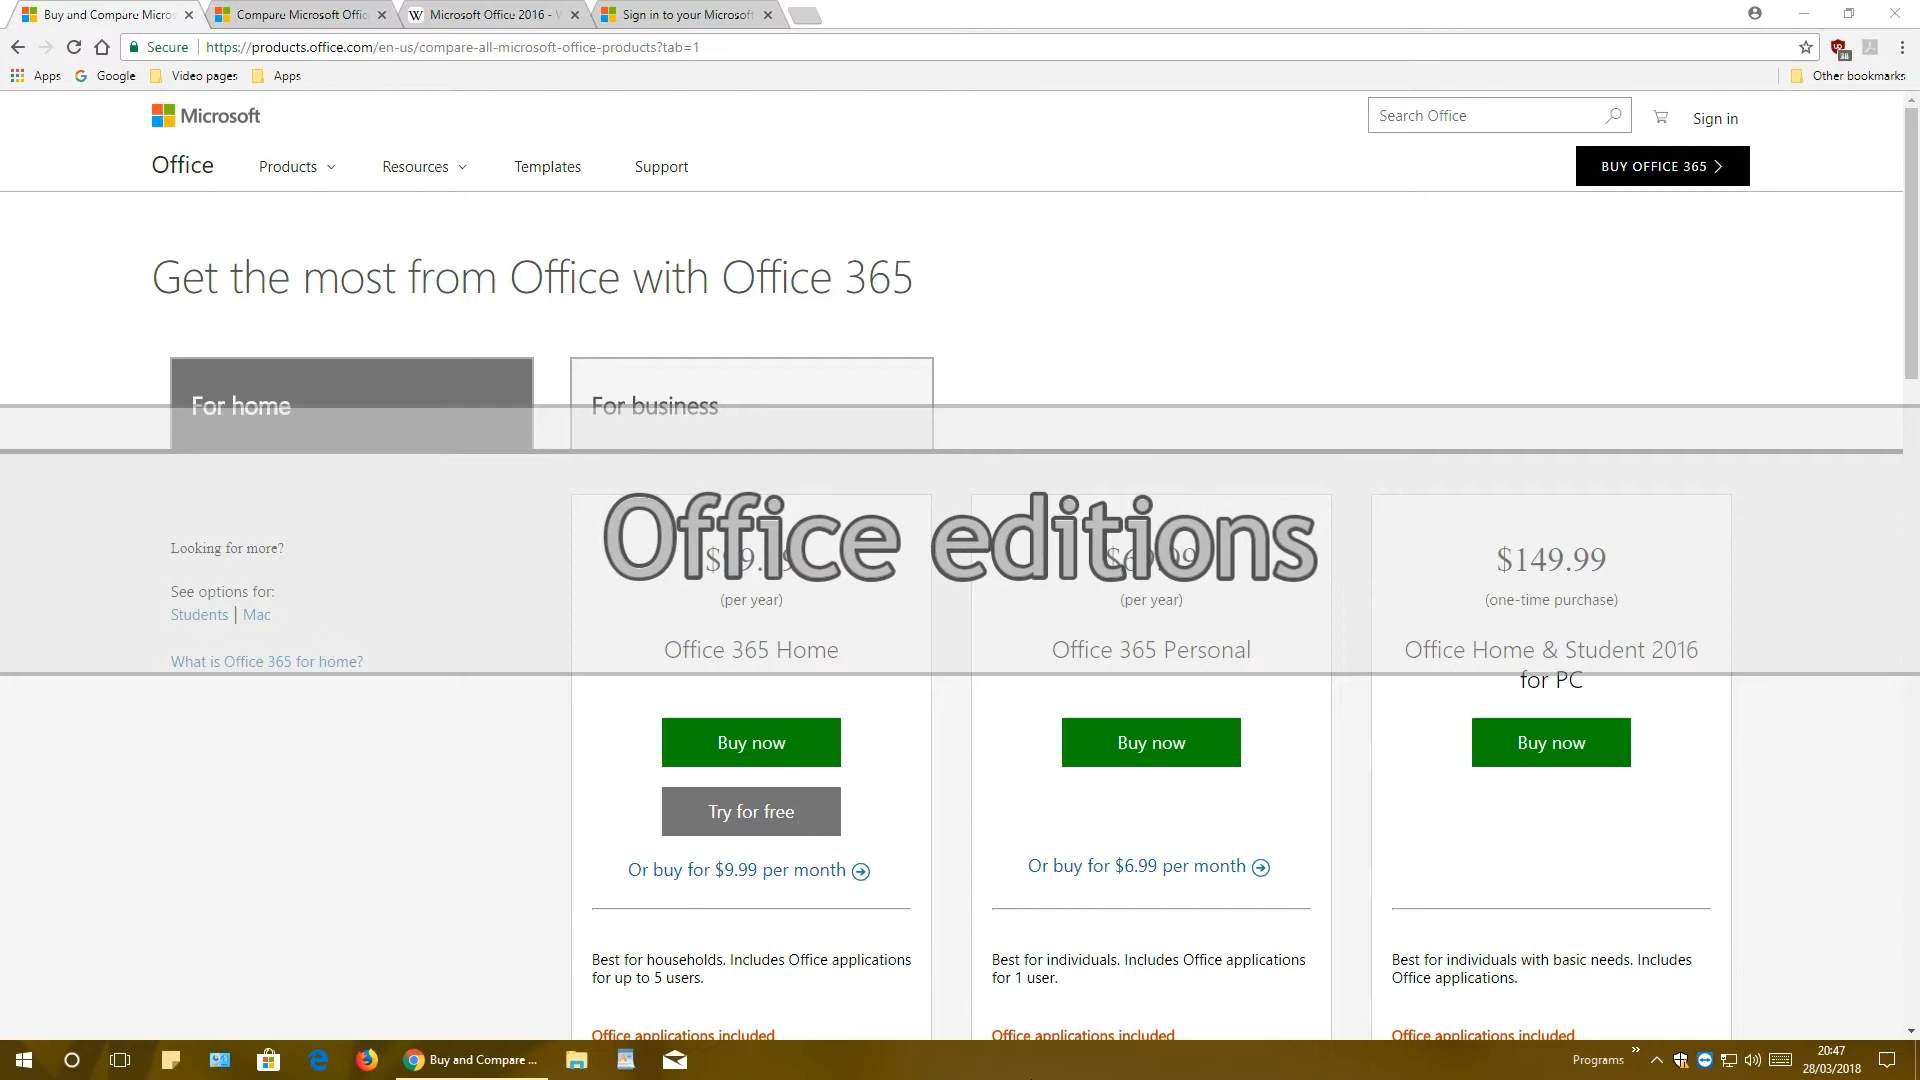 Buy and Compare Micros
Compare Microsoft Offic
Microsoft Office 2016 - W
Sign in to your Microsoft
Secure
https://products.office.com/en-us/compare-all-microsoft-office-products?tab=1
Apps
Google
Video pages
Apps
Other bookmarks
Microsoft
Search Office
Sign in
Office
Products
Resources
Templates
Support
BUY OFFICE 365
Get the most from Office with Office 365
For home
For business
Office editions
Looking for more?
See options for:
Students | Mac
What is Office 365 for home?
(per year)
Office 365 Home
Buy now
Try for free
Or buy for $9.99 per month
Best for households. Includes Office applications
for up to 5 users.
Office applications included
(per year)
Office 365 Personal
Buy now
Or buy for $6.99 per month
Best for individuals. Includes Office applications
for 1 user.
Office applications included
$149.99
(one-time purchase)
Office Home & Student 2016
for PC
Buy now
Best for individuals with basic needs. Includes
Office applications.
Office applications included
Buy and Compare ...
Programs
20:47
28/03/2018